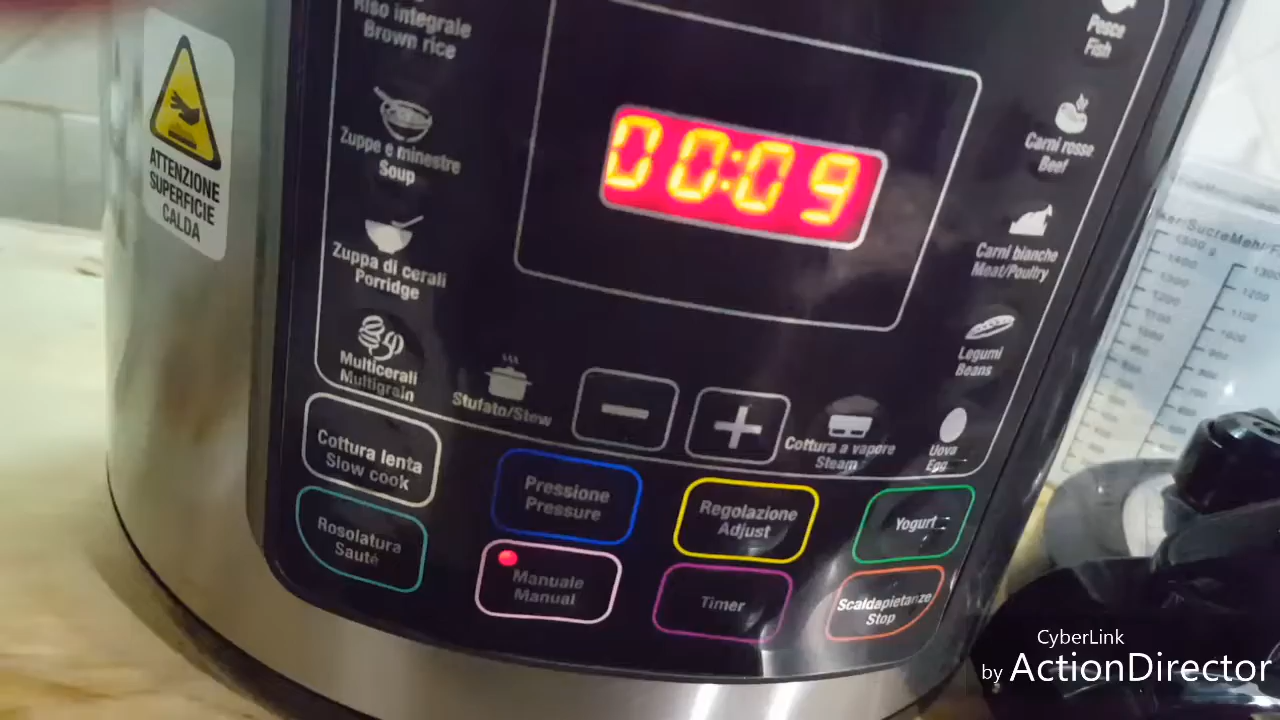 Riso integrale
Brown rice
Zuppe e minestre
Soup
Zuppa di cerali
Porridge
Multicerali
Multigrain
Stufato/Stew
ATTENZIONE
SUPERFICIE
CALDA
00:09
Pesce
Fish
Carni rosse
Beef
Carni bianche
Meat/Poultry
Legumi
Beans
Uova
Egg
Cottura a vapore
Steam
−
+
Cottura lenta
Slow cook
Pressione
Pressure
Regolazione
Adjust
Yogurt
Rosolatura
Sauté
Manuale
Manual
Timer
Scaldapietanze
Stop
CyberLink
by ActionDirector